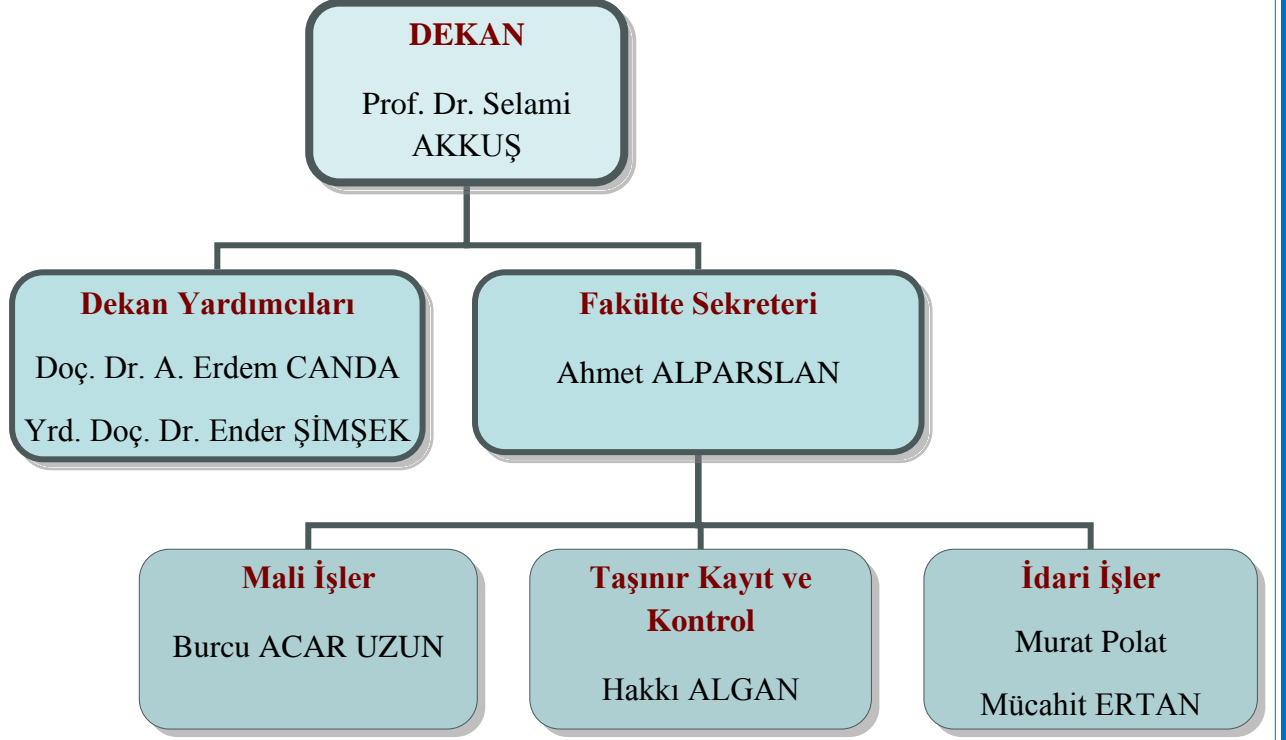 DEKAN
Prof. Dr. Selami
AKKUŞ
Dekan Yardımcıları
Doç. Dr. A. Erdem CANDA
Yrd. Doç. Dr. Ender ŞİMŞEK
Fakülte Sekreteri
Ahmet ALPARSLAN
Mali İşler
Burcu ACAR UZUN
Taşınır Kayıt ve
Kontrol
Hakkı ALGAN
İdari İşler
Murat Polat
Mücahit ERTAN